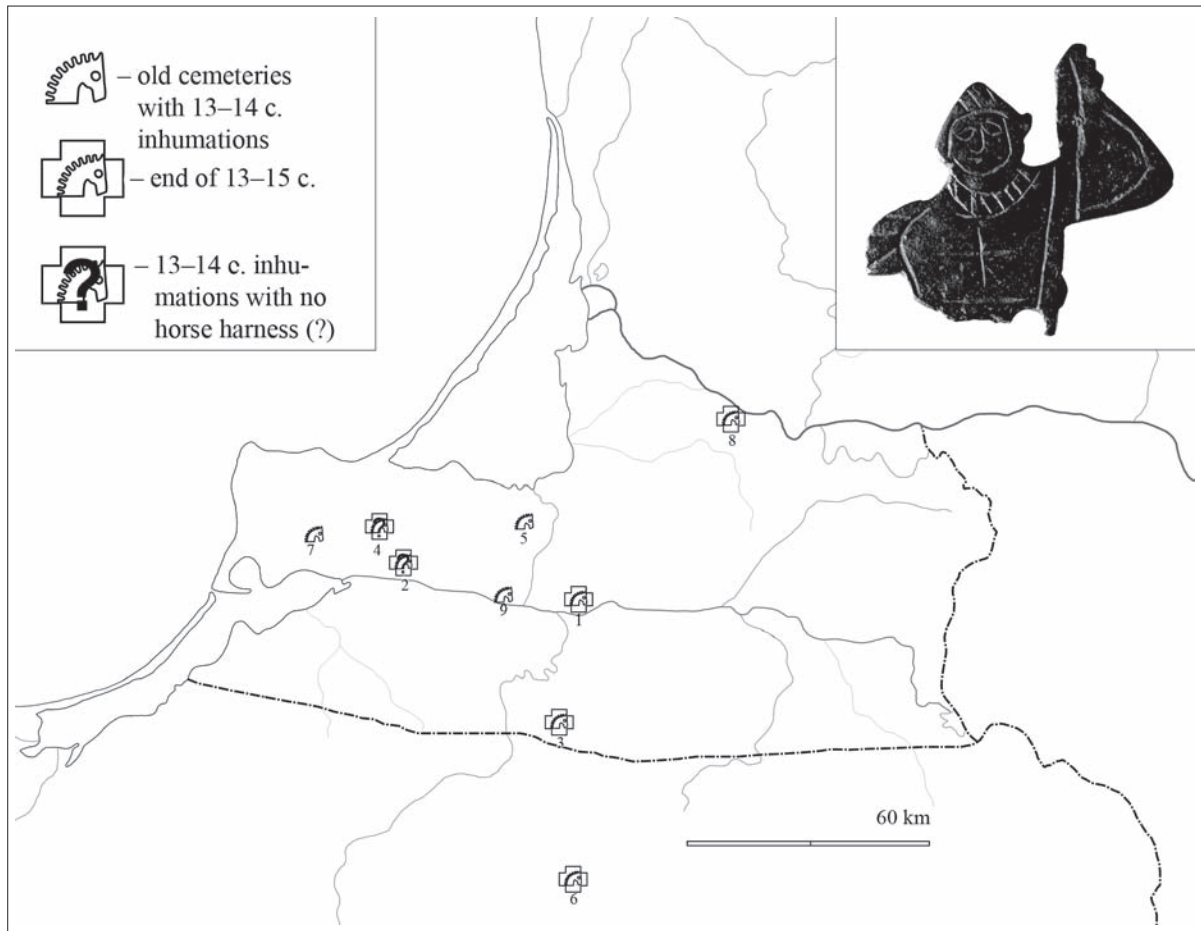 – old cemeteries
with 13–14 c.
inhumations
– end of 13–15 c.
?
– 13–14 c. inhu-
mations with no
horse harness (?)
8
7
4
5
2
9
1
3
60 km
6